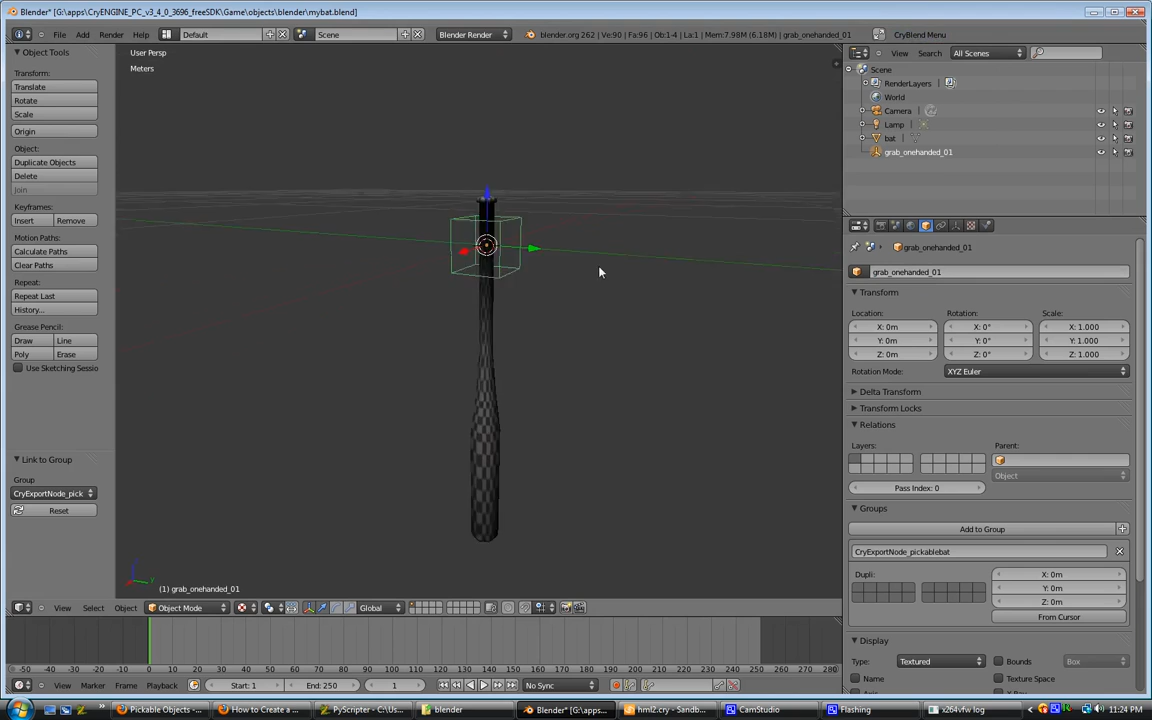 Blender* [G:\apps\CryENGINE_PC_v3_4_0_3696_freeSDK\Game\objects\blender\mybat.blend]
File Add Render Help Default Scene Blender Render blender.org 262 | Ve:90 | Fa:96 | Ob:1-4 | La:1 | Mem:7.98M (6.18M) | grab_onehanded_01 CryBlend Menu
Object Tools
Transform:
Translate
Rotate
Scale
Origin
Object:
Duplicate Objects
Delete
Join
Keyframes:
Insert Remove
Motion Paths:
Calculate Paths
Clear Paths
Repeat:
Repeat Last
History...
Grease Pencil:
Draw Line
Poly Erase
Use Sketching Sessio
Link to Group
Group
CryExportNode_pick
Reset
User Persp
Meters
(1) grab_onehanded_01
View Select Object Object Mode Global
View Search All Scenes
Scene
RenderLayers
World
Camera
Lamp
bat
grab_onehanded_01
grab_onehanded_01
grab_onehanded_01
Transform
Location: Rotation: Scale:
X: 0m X: 0° X: 1.000
Y: 0m Y: 0° Y: 1.000
Z: 0m Z: 0° Z: 1.000
Rotation Mode: XYZ Euler
Delta Transform
Transform Locks
Relations
Layers: Parent:
Object
Pass Index: 0
Groups
Add to Group
CryExportNode_pickablebat
Dupli: X: 0m
Y: 0m
Z: 0m
From Cursor
Display
Type: Textured Bounds Box
Name Texture Space
-50 -40 -30 -20 -10 0 10 20 30 40 50 60 70 80 90 100 110 120 130 140 150 160 170 180 190 200 210 220 230 240 250 260 270 280
View Marker Frame Playback Start: 1 End: 250 1 No Sync
Pickable Objects - How to Create a ... PyScripter - C:\Us... blender Blender* [G:\apps... hml2.cry - Sandb... CamStudio Flashing x264vfw log 11:24 PM